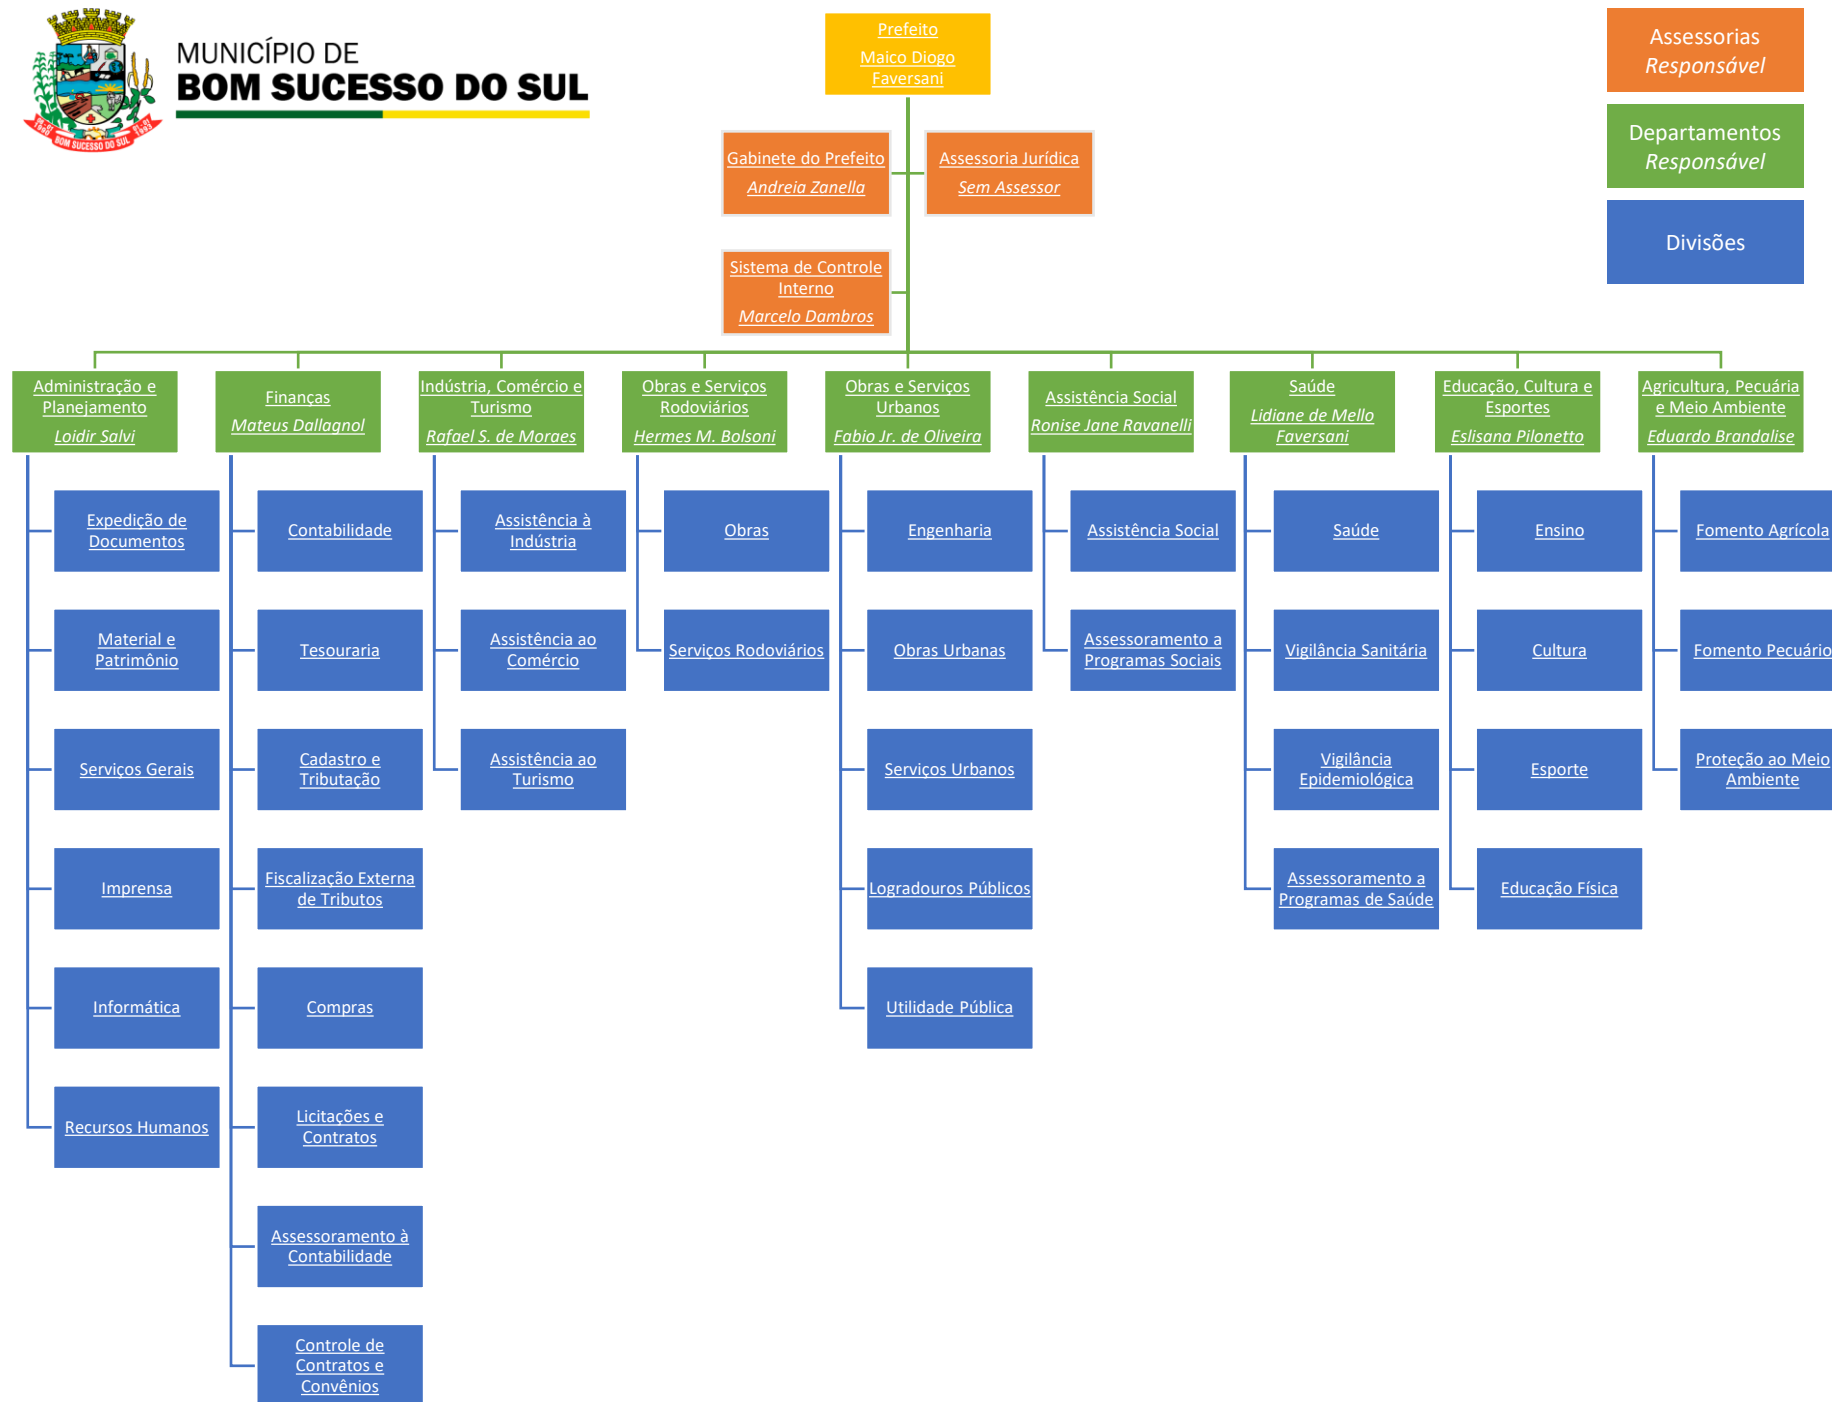 MUNICÍPIO DE
BOM SUCESSO DO SUL
BOM SUCESSO DO SUL
Prefeito
Maico Diogo
Faversani
Assessorias
Responsável
Departamentos
Responsável
Divisões
Gabinete do Prefeito
Andreia Zanella
Assessoria Jurídica
Sem Assessor
Sistema de Controle
Interno
Marcelo Dambros
Administração e
Planejamento
Loidir Salvi
Expedição de
Documentos
Material e
Patrimônio
Serviços Gerais
Imprensa
Informática
Recursos Humanos
Finanças
Mateus Dallagnol
Contabilidade
Tesouraria
Cadastro e
Tributação
Fiscalização Externa
de Tributos
Compras
Licitações e
Contratos
Assessoramento à
Contabilidade
Controle de
Contratos e
Convênios
Indústria, Comércio e
Turismo
Rafael S. de Moraes
Assistência à
Indústria
Assistência ao
Comércio
Assistência ao
Turismo
Obras e Serviços
Rodoviários
Hermes M. Bolsoni
Obras
Serviços Rodoviários
Obras e Serviços
Urbanos
Fabio Jr. de Oliveira
Engenharia
Obras Urbanas
Serviços Urbanos
Logradouros Públicos
Utilidade Pública
Assistência Social
Ronise Jane Ravanelli
Assistência Social
Assessoramento a
Programas Sociais
Saúde
Lidiane de Mello
Faversani
Saúde
Vigilância Sanitária
Vigilância
Epidemiológica
Assessoramento a
Programas de Saúde
Educação, Cultura e
Esportes
Eslisana Pilonetto
Ensino
Cultura
Esporte
Educação Física
Agricultura, Pecuária
e Meio Ambiente
Eduardo Brandalise
Fomento Agrícola
Fomento Pecuário
Proteção ao Meio
Ambiente